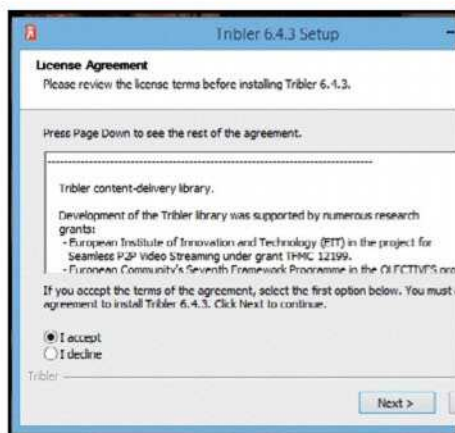 Tribler 6.4.3 Setup
License Agreement
Please review the license terms before installing Tribler 6.4.3.
Press Page Down to see the rest of the agreement.
Tribler content-delivery library.
Development of the Tribler library was supported by numerous research
grants:
- European Institute of Innovation and Technology (EIT) in the project for
Seamless P2P Video Streaming under grant
- European Community's Seventh Framework Programme in the
If you accept the terms of the agreement, select the first option below. You must
agreement to install Tribler 6.4.3. Click Next to continue.
I accept
I decline
Tribler
Next >